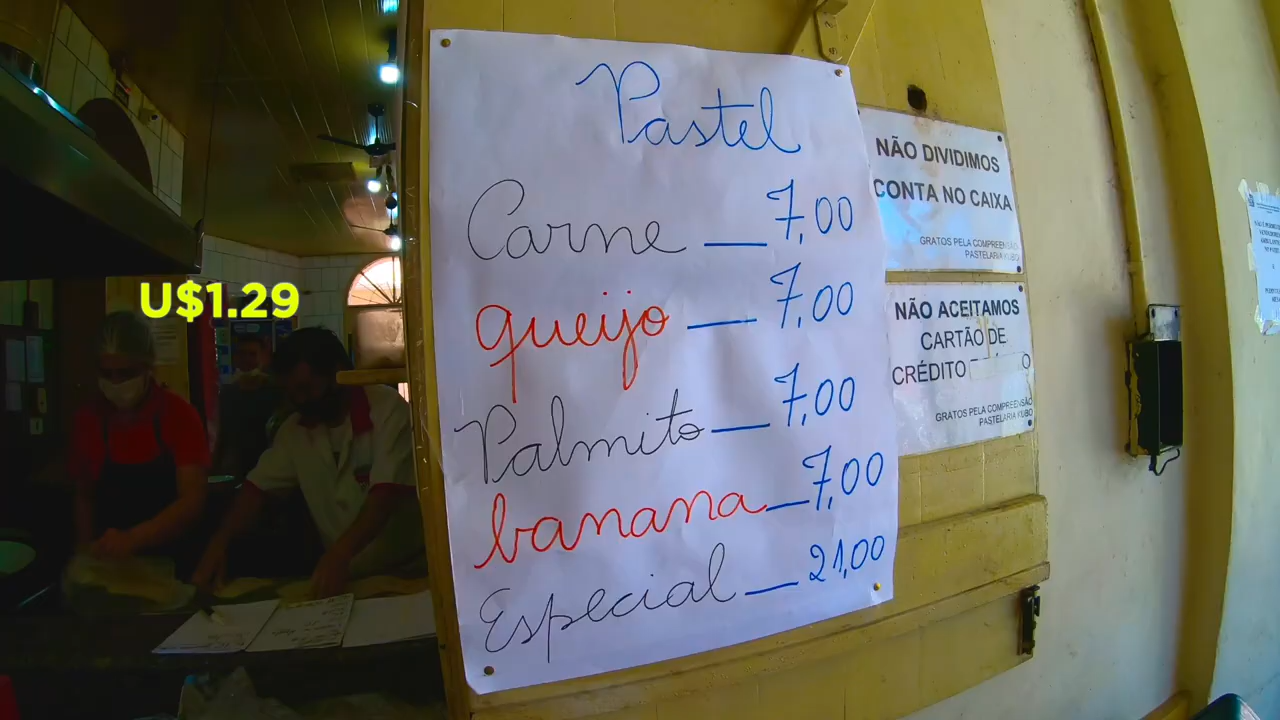 Pastel
Carne — 7,00
queijo — 7,00
Palmito — 7,00
banana — 7,00
Especial — 21,00
NÃO DIVIDIMOS
CONTA NO CAIXA
GRATOS PELA COMPREENSÃO
PASTELARIA KUBO
NÃO ACEITAMOS
CARTÃO DE
CRÉDITO
GRATOS PELA COMPREENSÃO
PASTELARIA KUBO
U$1.29